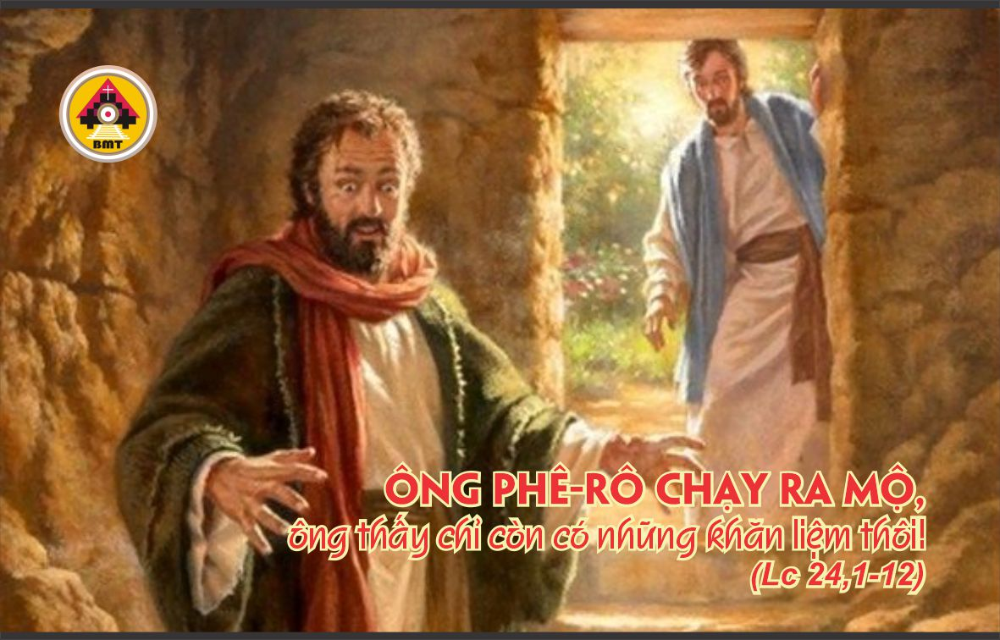 BMT
ÔNG PHÊ-RÔ CHẠY RA MỘ,
ông thấy chỉ còn có những khăn liệm thôi!
(Lc 24,1-12)